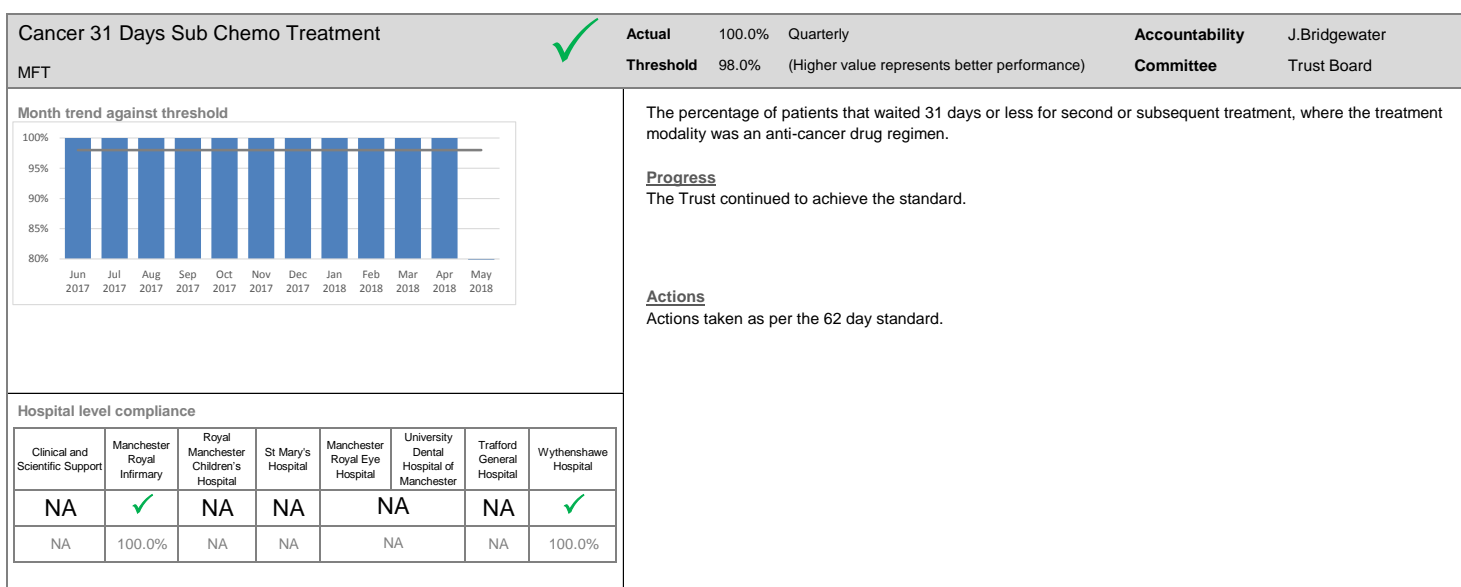 Cancer 31 Days Sub Chemo Treatment
MFT
Actual 100.0% Quarterly
Threshold 98.0% (Higher value represents better performance)
Accountability J.Bridgewater
Committee Trust Board
Month trend against threshold
100%
95%
90%
85%
80%
Jun 2017 Jul 2017 Aug 2017 Sep 2017 Oct 2017 Nov 2017 Dec 2017 Jan 2018 Feb 2018 Mar 2018 Apr 2018 May 2018
The percentage of patients that waited 31 days or less for second or subsequent treatment, where the treatment
modality was an anti-cancer drug regimen.
Progress
The Trust continued to achieve the standard.
Actions
Actions taken as per the 62 day standard.
Hospital level compliance
Clinical and Scientific Support
Manchester Royal Infirmary
Royal Manchester Children's Hospital
St Mary's Hospital
Manchester Royal Eye Hospital
University Dental Hospital of Manchester
Trafford General Hospital
Wythenshawe Hospital
NA ✓ NA NA NA NA ✓
NA 100.0% NA NA NA NA 100.0%